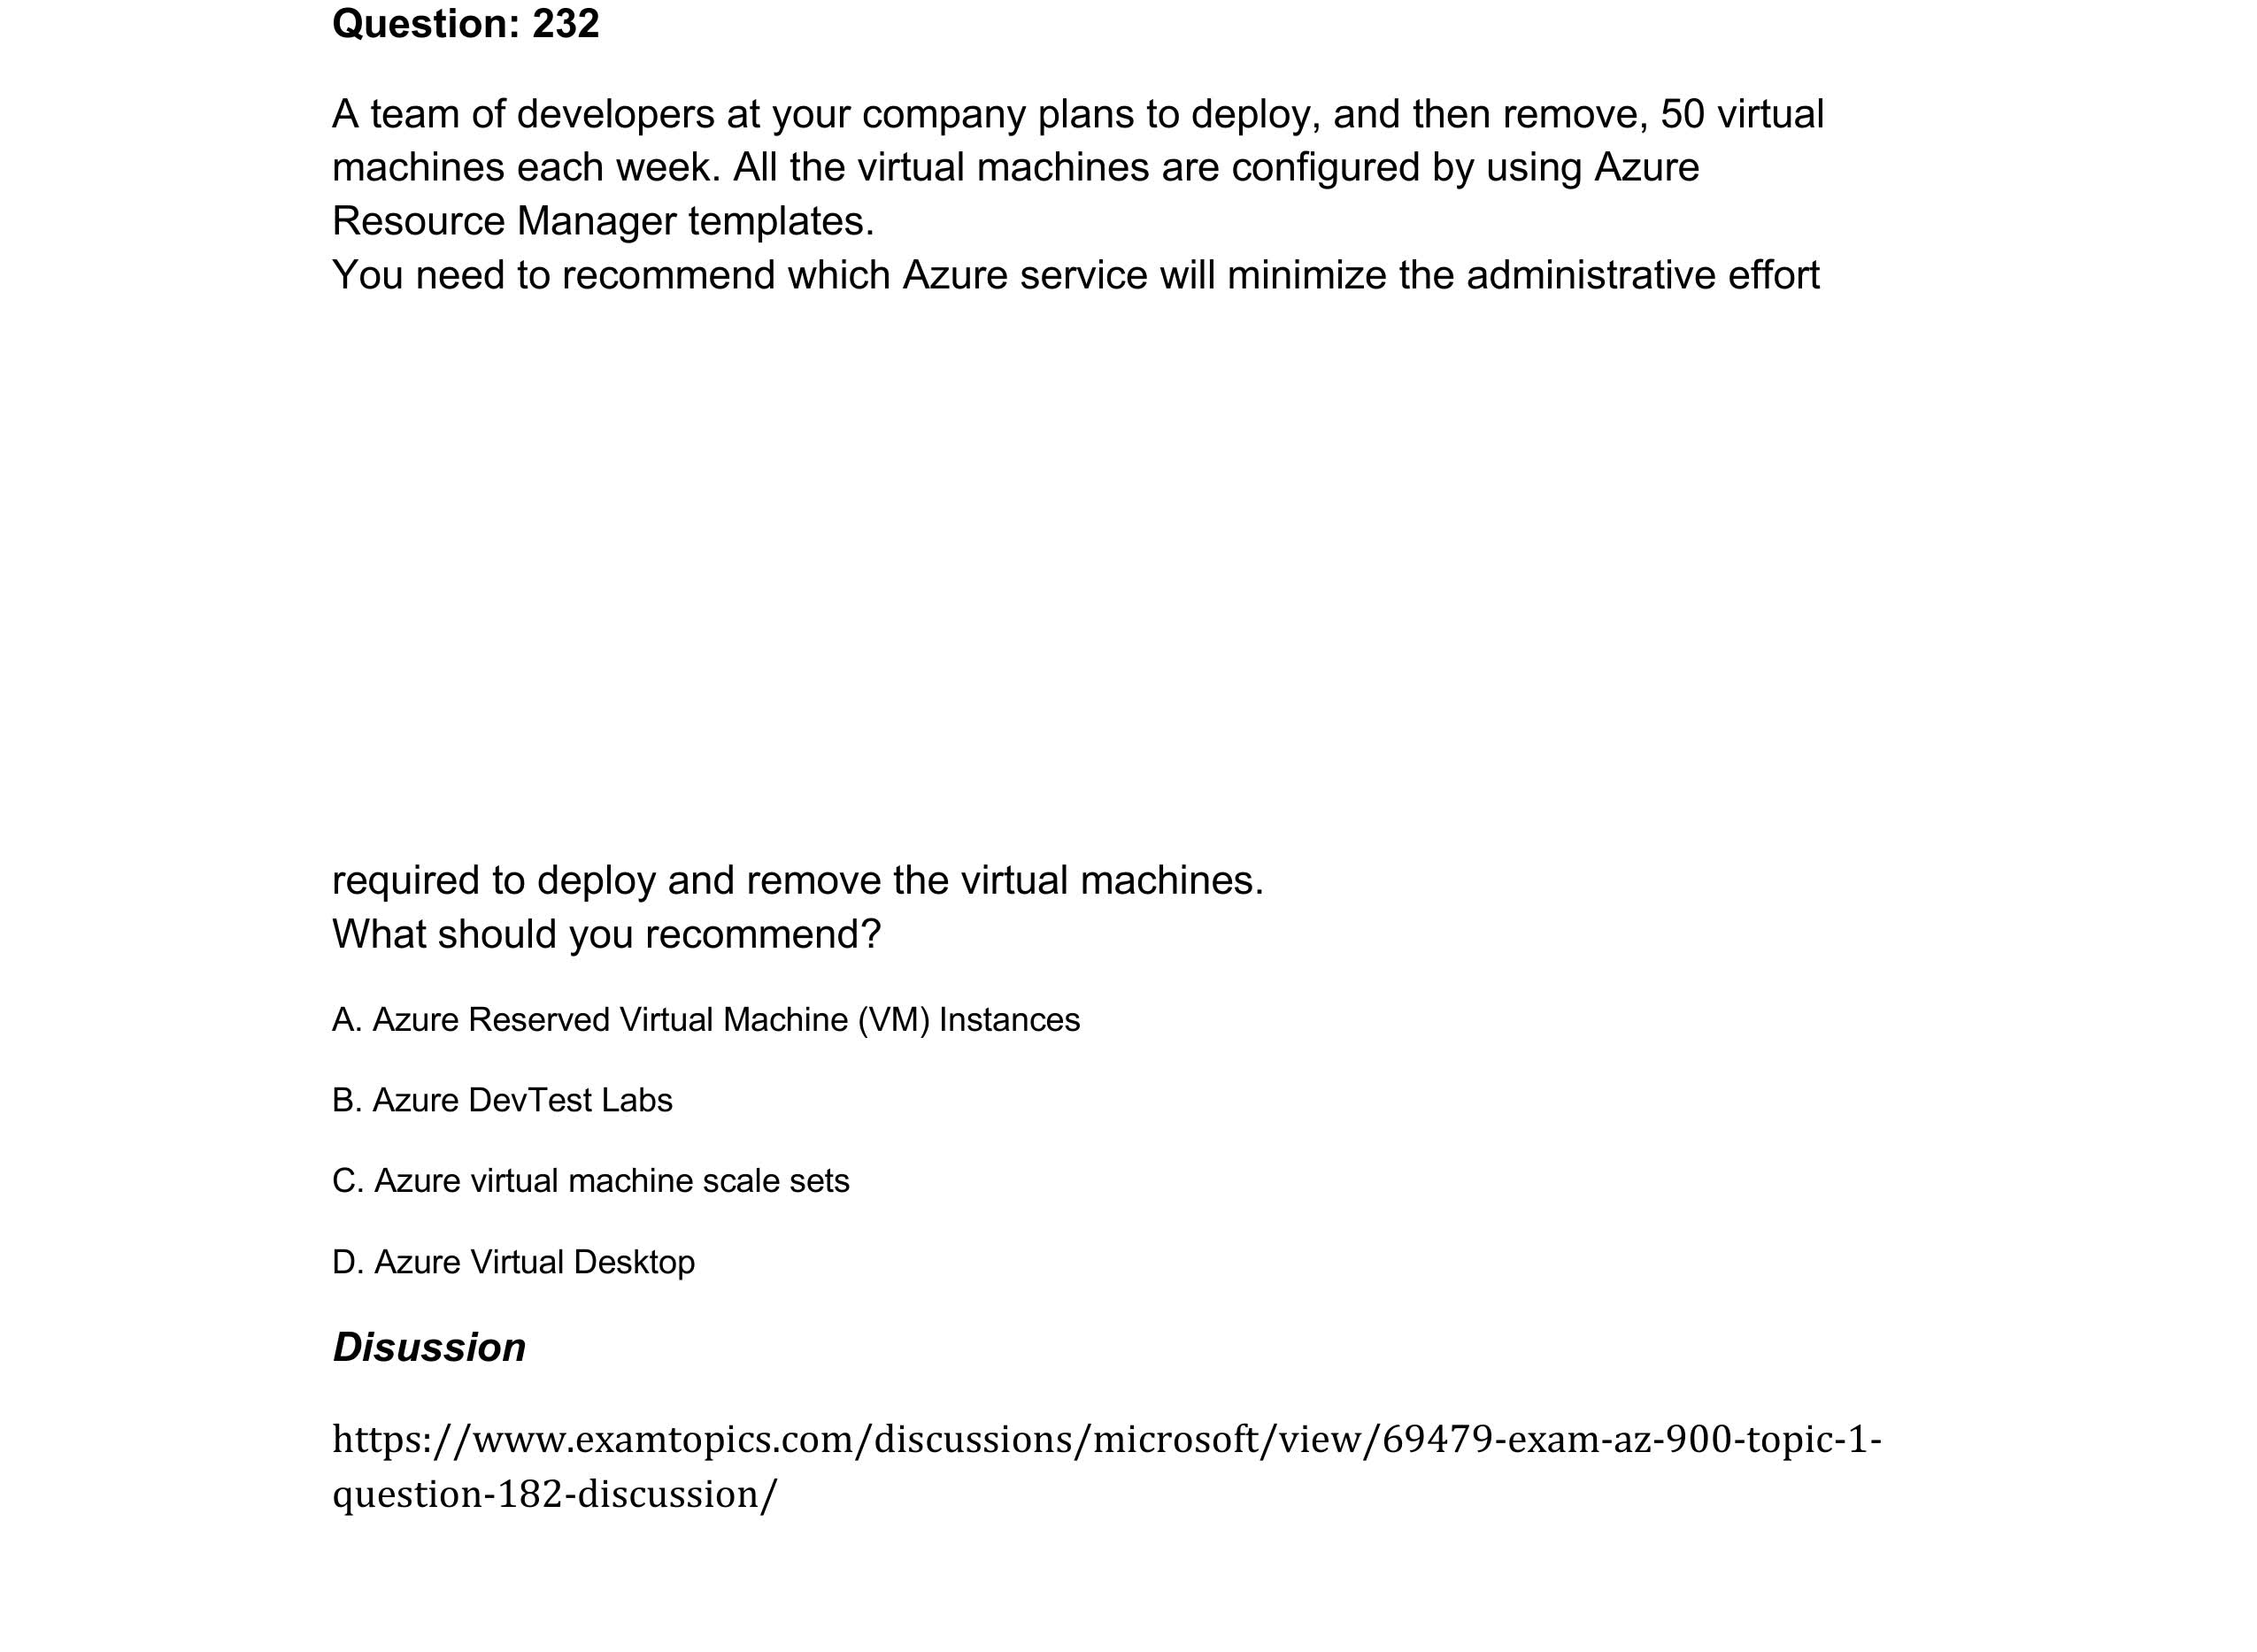 Question: 232
A team of developers at your company plans to deploy, and then remove, 50 virtual
machines each week. All the virtual machines are configured by using Azure
Resource Manager templates.
You need to recommend which Azure service will minimize the administrative effort
required to deploy and remove the virtual machines.
What should you recommend?
A. Azure Reserved Virtual Machine (VM) Instances
B. Azure DevTest Labs
C. Azure virtual machine scale sets
D. Azure Virtual Desktop
Disussion
https://www.examtopics.com/discussions/microsoft/view/69479-exam-az-900-topic-1-
question-182-discussion/